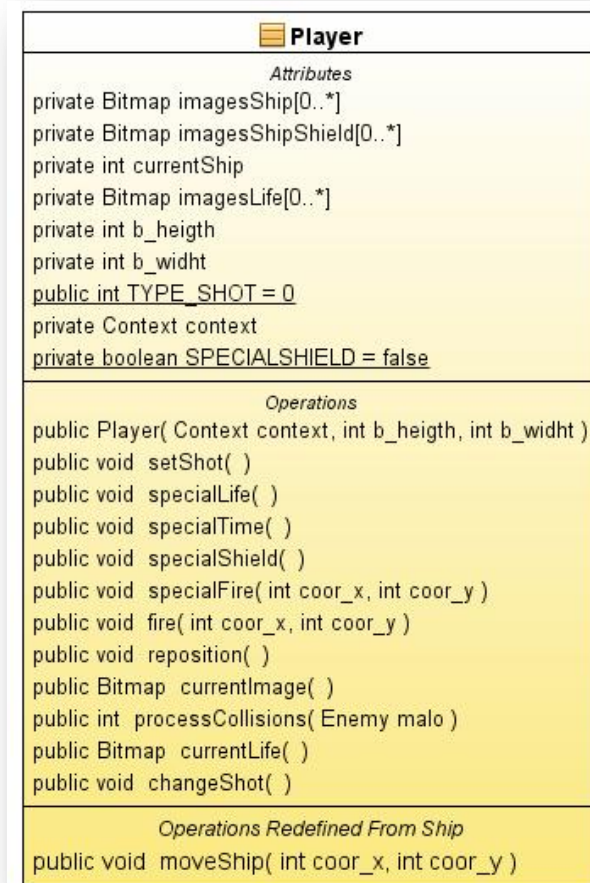 Player
Attributes
private Bitmap imagesShip[0..*]
private Bitmap imagesShipShield[0..*]
private int currentShip
private Bitmap imagesLife[0..*]
private int b_heigth
private int b_widht
public int TYPE_SHOT = 0
private Context context
private boolean SPECIALSHIELD = false
Operations
public Player( Context context, int b_heigth, int b_widht )
public void setShot( )
public void specialLife( )
public void specialTime( )
public void specialShield( )
public void specialFire( int coor_x, int coor_y )
public void fire( int coor_x, int coor_y )
public void reposition( )
public Bitmap currentImage( )
public int processCollisions( Enemy malo )
public Bitmap currentLife( )
public void changeShot( )
Operations Redefined From Ship
public void moveShip( int coor_x, int coor_y )